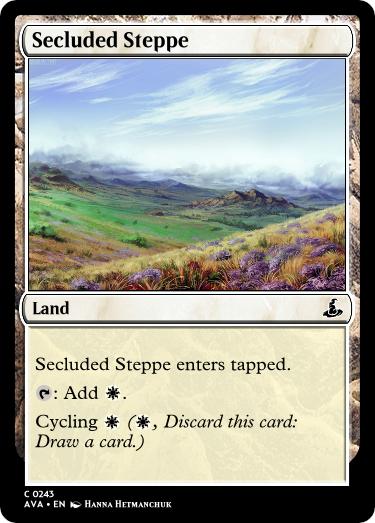 Secluded Steppe
Land
Secluded Steppe enters tapped.
: Add .
Cycling (, Discard this card:
Draw a card.)
C 0243
AVA • EN Hanna Hetmanchuk